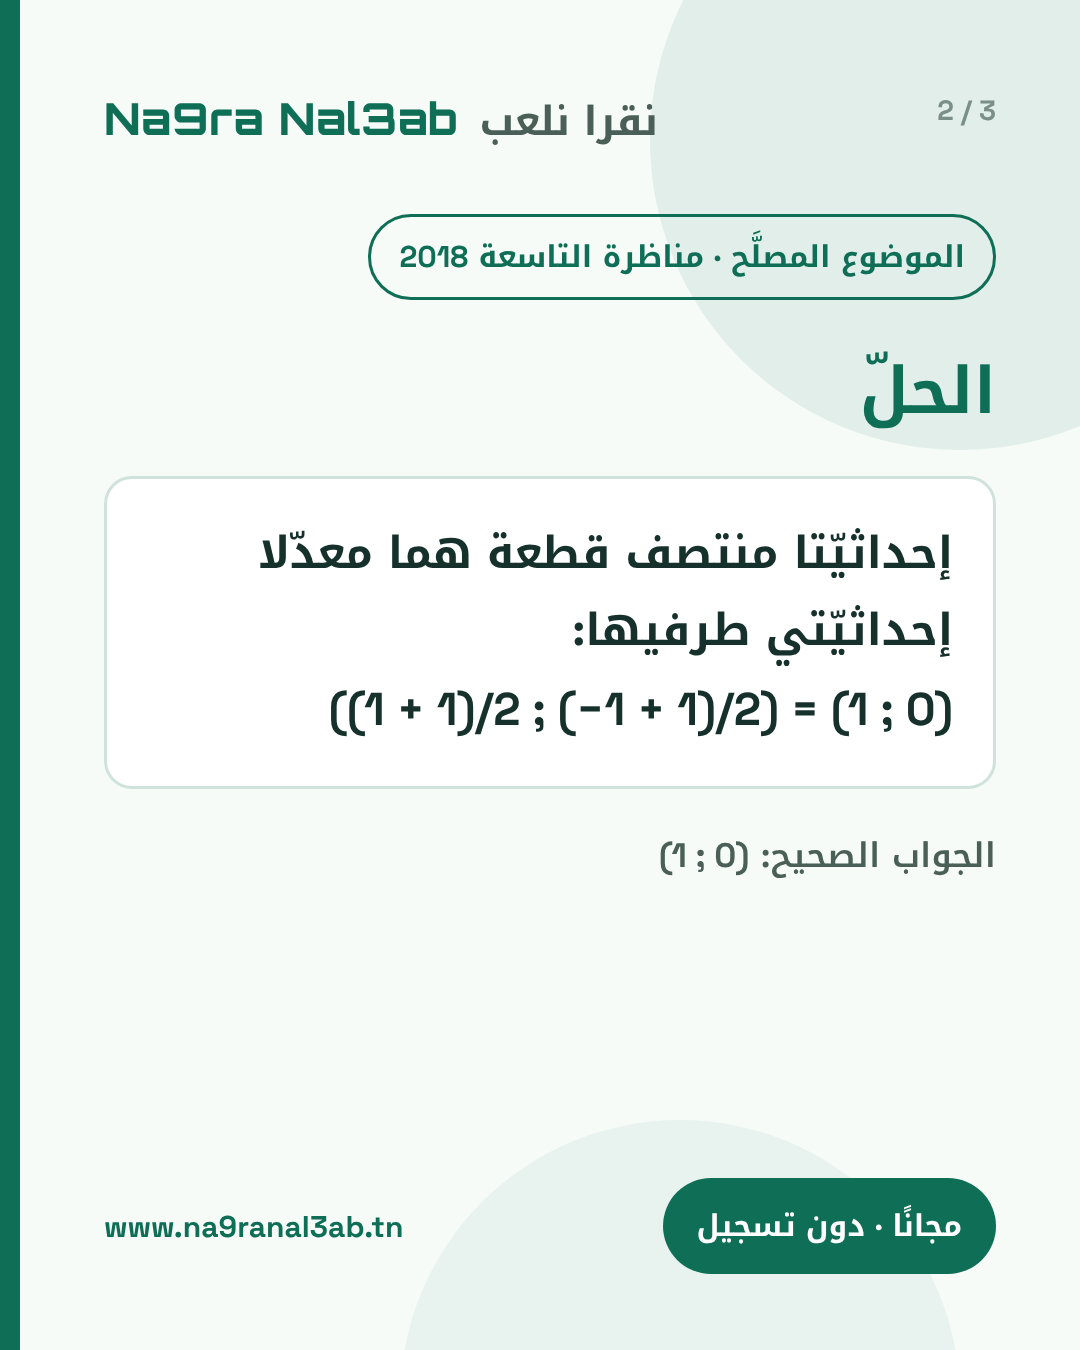 Na9ra Nal3ab نقرا نلعب
2 / 3
الموضوع المصلَّح · مناظرة التاسعة 2018
الحلّ
إحداثيّتا منتصف قطعة هما معدّلا
إحداثيّتي طرفيها:
((1 + 1)/2 ; (−1 + 1)/2) = (1 ; 0)
الجواب الصحيح: (1 ; 0)
www.na9ranal3ab.tn
مجانًا · دون تسجيل